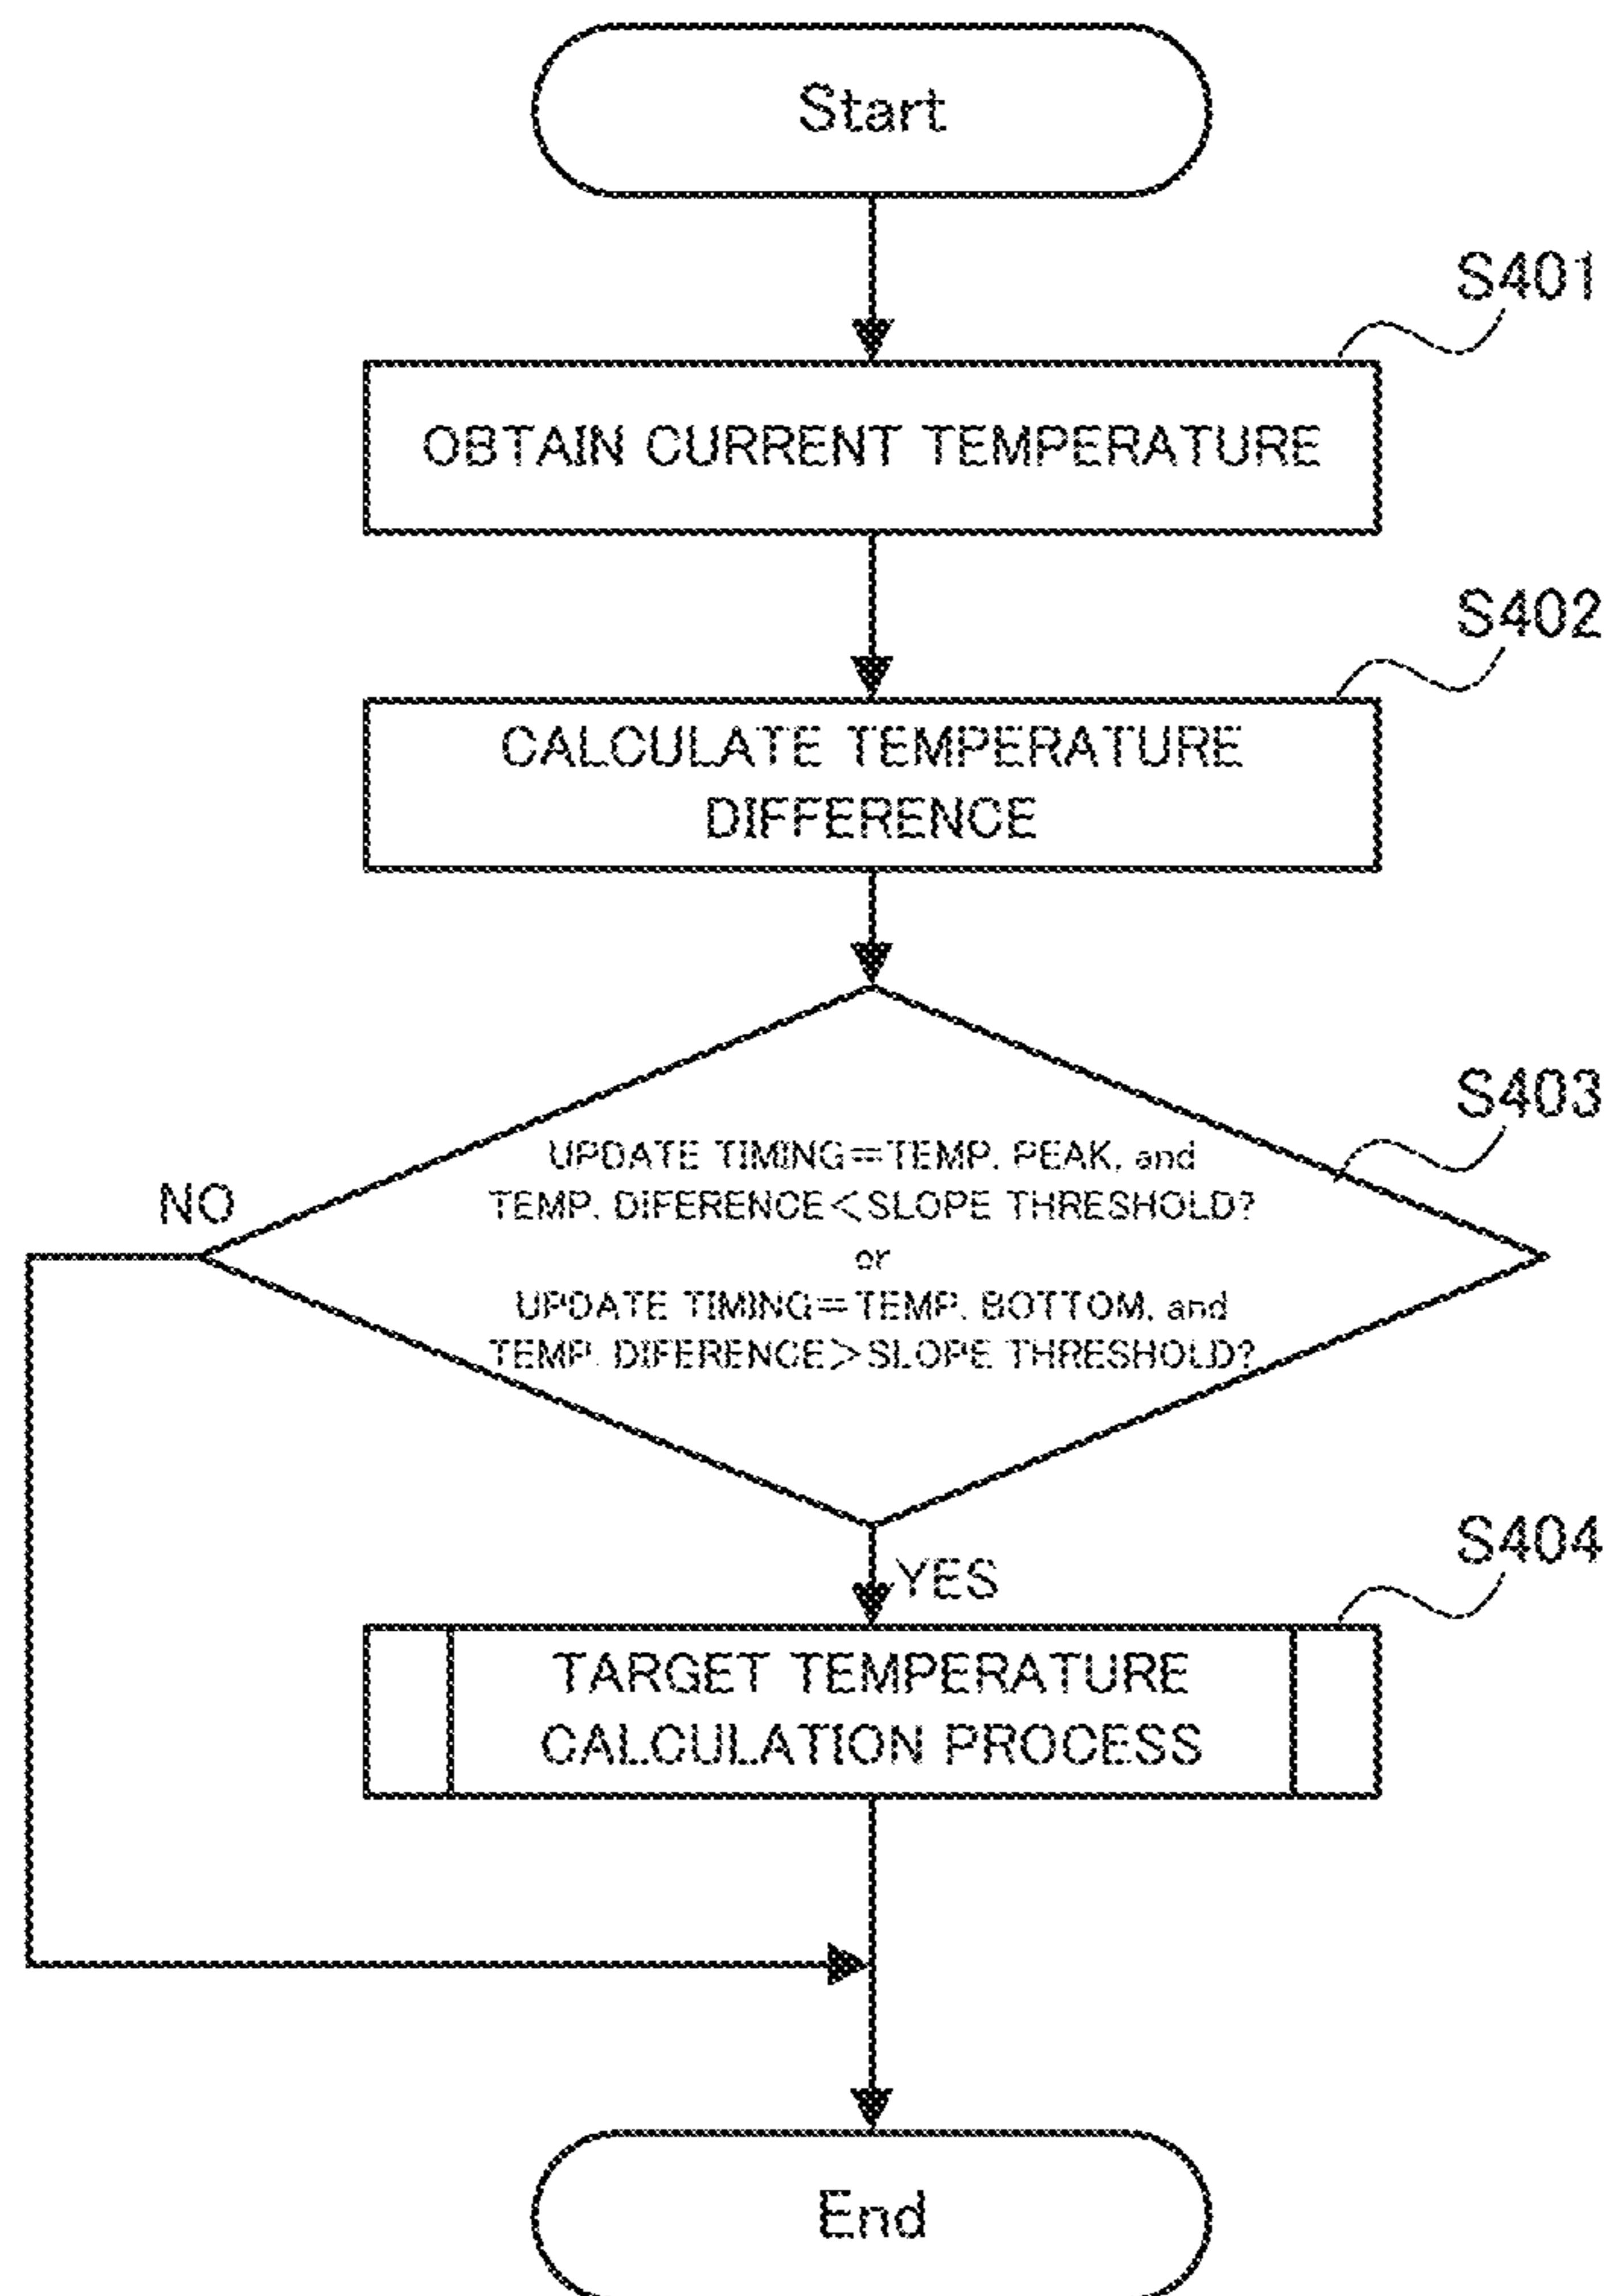 Start
S401
OBTAIN CURRENT TEMPERATURE
S402
CALCULATE TEMPERATURE
DIFFERENCE
S403
UPDATE TIMING=TEMP. PEAK, and
TEMP. DIFERENCE<SLOPE THRESHOLD?
or
UPDATE TIMING=TEMP. BOTTOM, and
TEMP. DIFERENCE>SLOPE THRESHOLD?
NO
YES
S404
TARGET TEMPERATURE
CALCULATION PROCESS
End